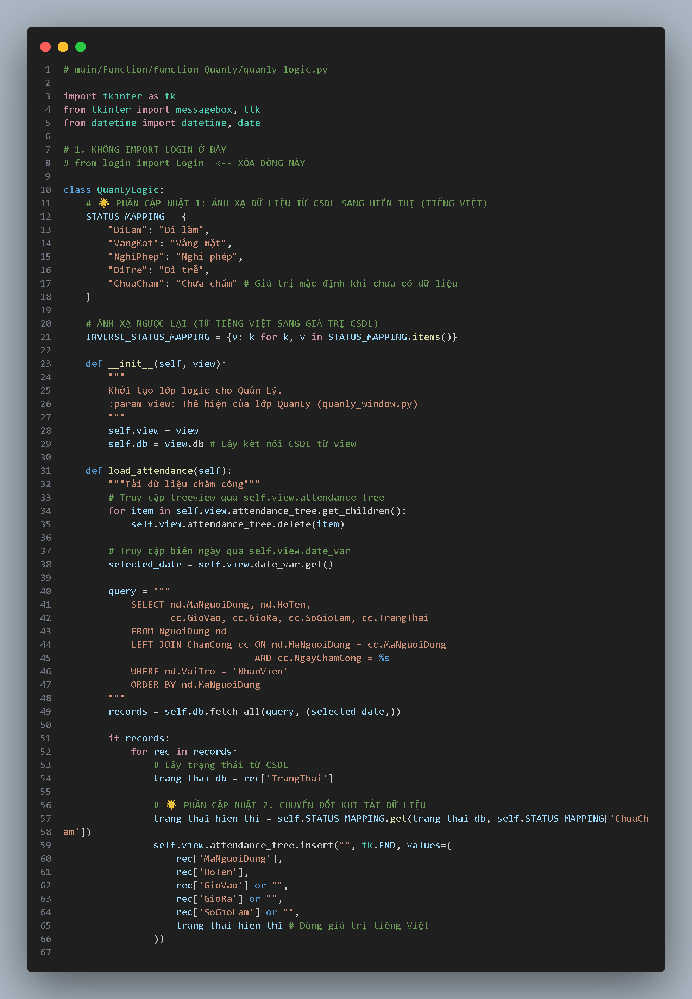 1 # main/Function/function_QuanLy/quanly_logic.py
2
3 import tkinter as tk
4 from tkinter import messagebox, ttk
5 from datetime import datetime, date
6
7 # 1. KHÔNG IMPORT LOGIN Ở ĐÂY
8 # from login import Login  <-- XÓA DÒNG NÀY
9
10 class QuanLyLogic:
11     # 🌟 PHẦN CẬP NHẬT 1: ÁNH XẠ DỮ LIỆU TỪ CSDL SANG HIỂN THỊ (TIẾNG VIỆT)
12     STATUS_MAPPING = {
13         "DiLam": "Đi làm",
14         "VangMat": "Vắng mặt",
15         "NghiPhep": "Nghỉ phép",
16         "DiTre": "Đi trễ",
17         "ChuaCham": "Chưa chấm" # Giá trị mặc định khi chưa có dữ liệu
18     }
19
20     # ÁNH XẠ NGƯỢC LẠI (TỪ TIẾNG VIỆT SANG GIÁ TRỊ CSDL)
21     INVERSE_STATUS_MAPPING = {v: k for k, v in STATUS_MAPPING.items()}
22
23     def __init__(self, view):
24         """
25         Khởi tạo lớp logic cho Quản Lý.
26         :param view: Thể hiện của lớp QuanLy (quanly_window.py)
27         """
28         self.view = view
29         self.db = view.db # Lấy kết nối CSDL từ view
30
31     def load_attendance(self):
32         """Tải dữ liệu chấm công"""
33         # Truy cập treeview qua self.view.attendance_tree
34         for item in self.view.attendance_tree.get_children():
35             self.view.attendance_tree.delete(item)
36
37         # Truy cập biến ngày qua self.view.date_var
38         selected_date = self.view.date_var.get()
39
40         query = """
41             SELECT nd.MaNguoiDung, nd.HoTen,
42                    cc.GioVao, cc.GioRa, cc.SoGioLam, cc.TrangThai
43             FROM NguoiDung nd
44             LEFT JOIN ChamCong cc ON nd.MaNguoiDung = cc.MaNguoiDung
45                                   AND cc.NgayChamCong = %s
46             WHERE nd.VaiTro = 'NhanVien'
47             ORDER BY nd.MaNguoiDung
48         """
49         records = self.db.fetch_all(query, (selected_date,))
50
51         if records:
52             for rec in records:
53                 # Lấy trạng thái từ CSDL
54                 trang_thai_db = rec['TrangThai']
55
56                 # 🌟 PHẦN CẬP NHẬT 2: CHUYỂN ĐỔI KHI TẢI DỮ LIỆU
57                 trang_thai_hien_thi = self.STATUS_MAPPING.get(trang_thai_db, self.STATUS_MAPPING['ChuaCh
58 am'])
59                 self.view.attendance_tree.insert("", tk.END, values=(
60                     rec['MaNguoiDung'],
61                     rec['HoTen'],
62                     rec['GioVao'] or "",
63                     rec['GioRa'] or "",
64                     rec['SoGioLam'] or "",
65                     trang_thai_hien_thi # Dùng giá trị tiếng Việt
66                 ))
67